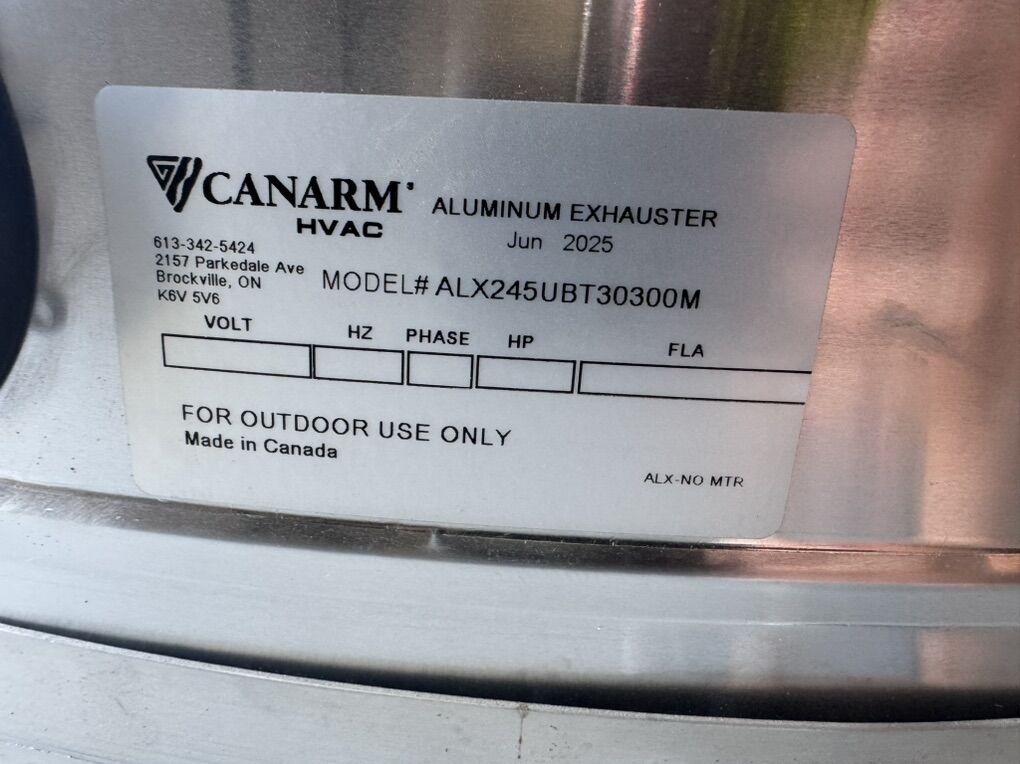 CANARM
HVAC
ALUMINUM EXHAUSTER
Jun 2025
613-342-5424
2157 Parkedale Ave
Brockville, ON
K6V 5V6
MODEL# ALX245UBT30300M
VOLT HZ PHASE HP FLA
FOR OUTDOOR USE ONLY
Made in Canada
ALX-NO MTR